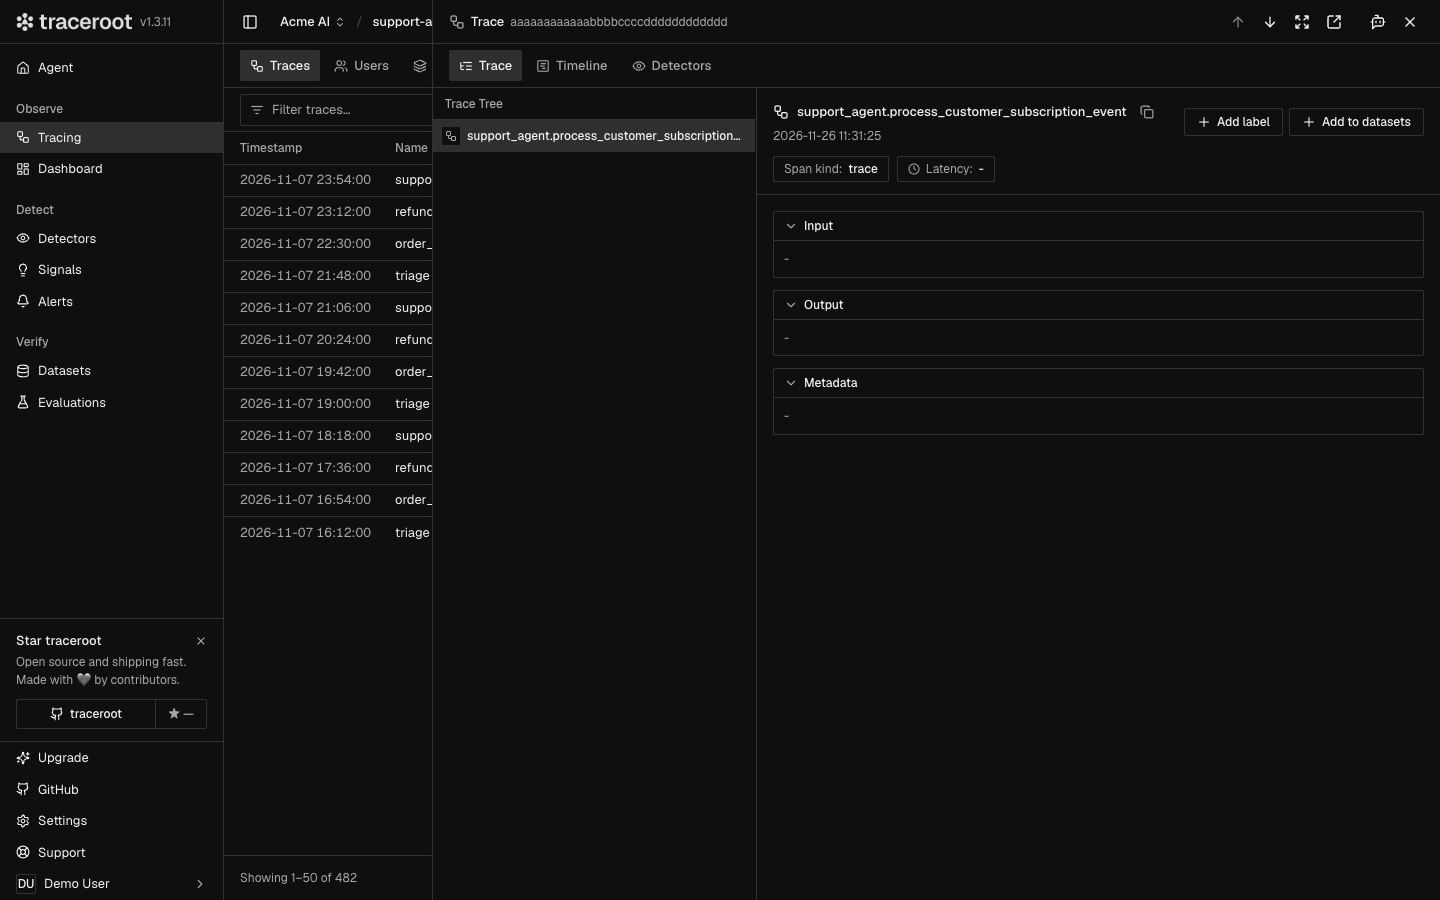 traceroot v1.3.11
Agent
Observe
Tracing
Dashboard
Detect
Detectors
Signals
Alerts
Verify
Datasets
Evaluations
Star traceroot
Open source and shipping fast.
Made with 🖤 by contributors.
traceroot ★ —
Upgrade
GitHub
Settings
Support
DU Demo User
Acme AI / support-a
Traces Users
Filter traces...
Timestamp Name
2026-11-07 23:54:00 suppo
2026-11-07 23:12:00 refund
2026-11-07 22:30:00 order_
2026-11-07 21:48:00 triage
2026-11-07 21:06:00 suppo
2026-11-07 20:24:00 refund
2026-11-07 19:42:00 order_
2026-11-07 19:00:00 triage
2026-11-07 18:18:00 suppo
2026-11-07 17:36:00 refund
2026-11-07 16:54:00 order_
2026-11-07 16:12:00 triage
Showing 1–50 of 482
Trace aaaaaaaaaaaabbbbccccdddddddddddd
Trace Timeline Detectors
Trace Tree
support_agent.process_customer_subscription...
support_agent.process_customer_subscription_event
2026-11-26 11:31:25
Add label
Add to datasets
Span kind: trace
Latency: -
Input
-
Output
-
Metadata
-